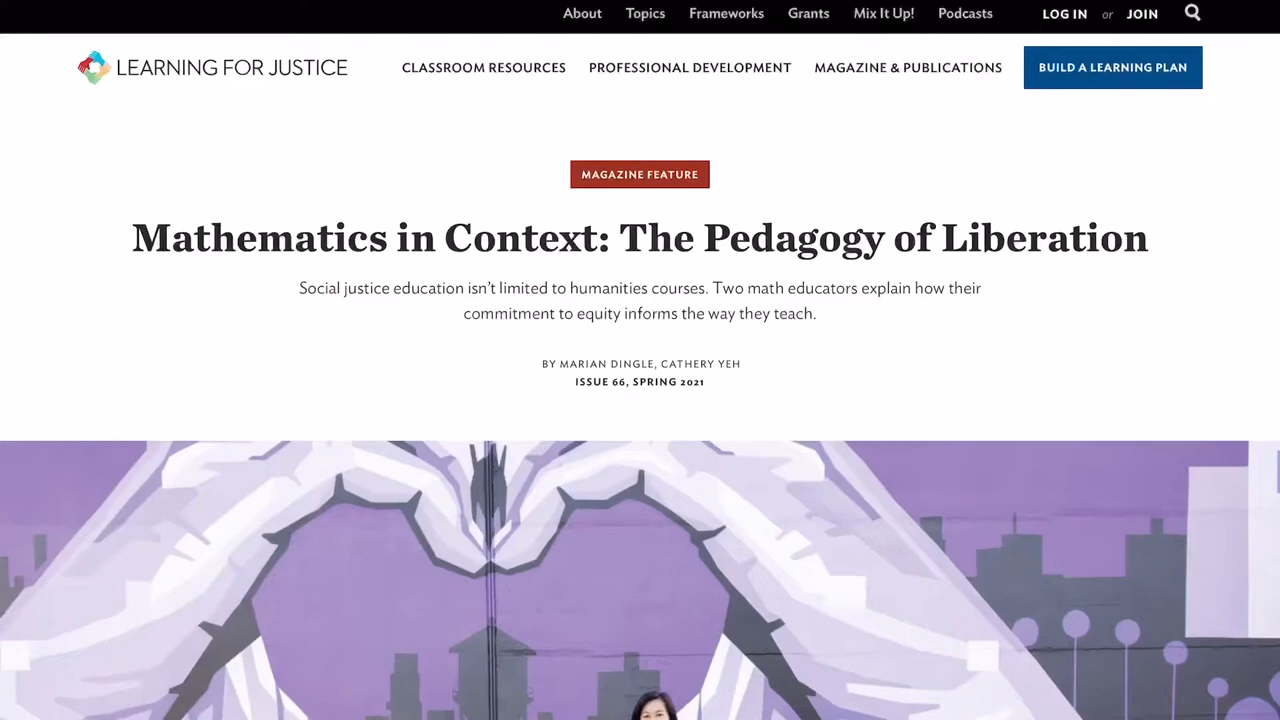 About Topics Frameworks Grants Mix It Up! Podcasts LOG IN or JOIN
LEARNING FOR JUSTICE CLASSROOM RESOURCES PROFESSIONAL DEVELOPMENT MAGAZINE & PUBLICATIONS BUILD A LEARNING PLAN
MAGAZINE FEATURE
Mathematics in Context: The Pedagogy of Liberation
Social justice education isn’t limited to humanities courses. Two math educators explain how their
commitment to equity informs the way they teach.
BY MARIAN DINGLE, CATHERY YEH
ISSUE 66, SPRING 2021